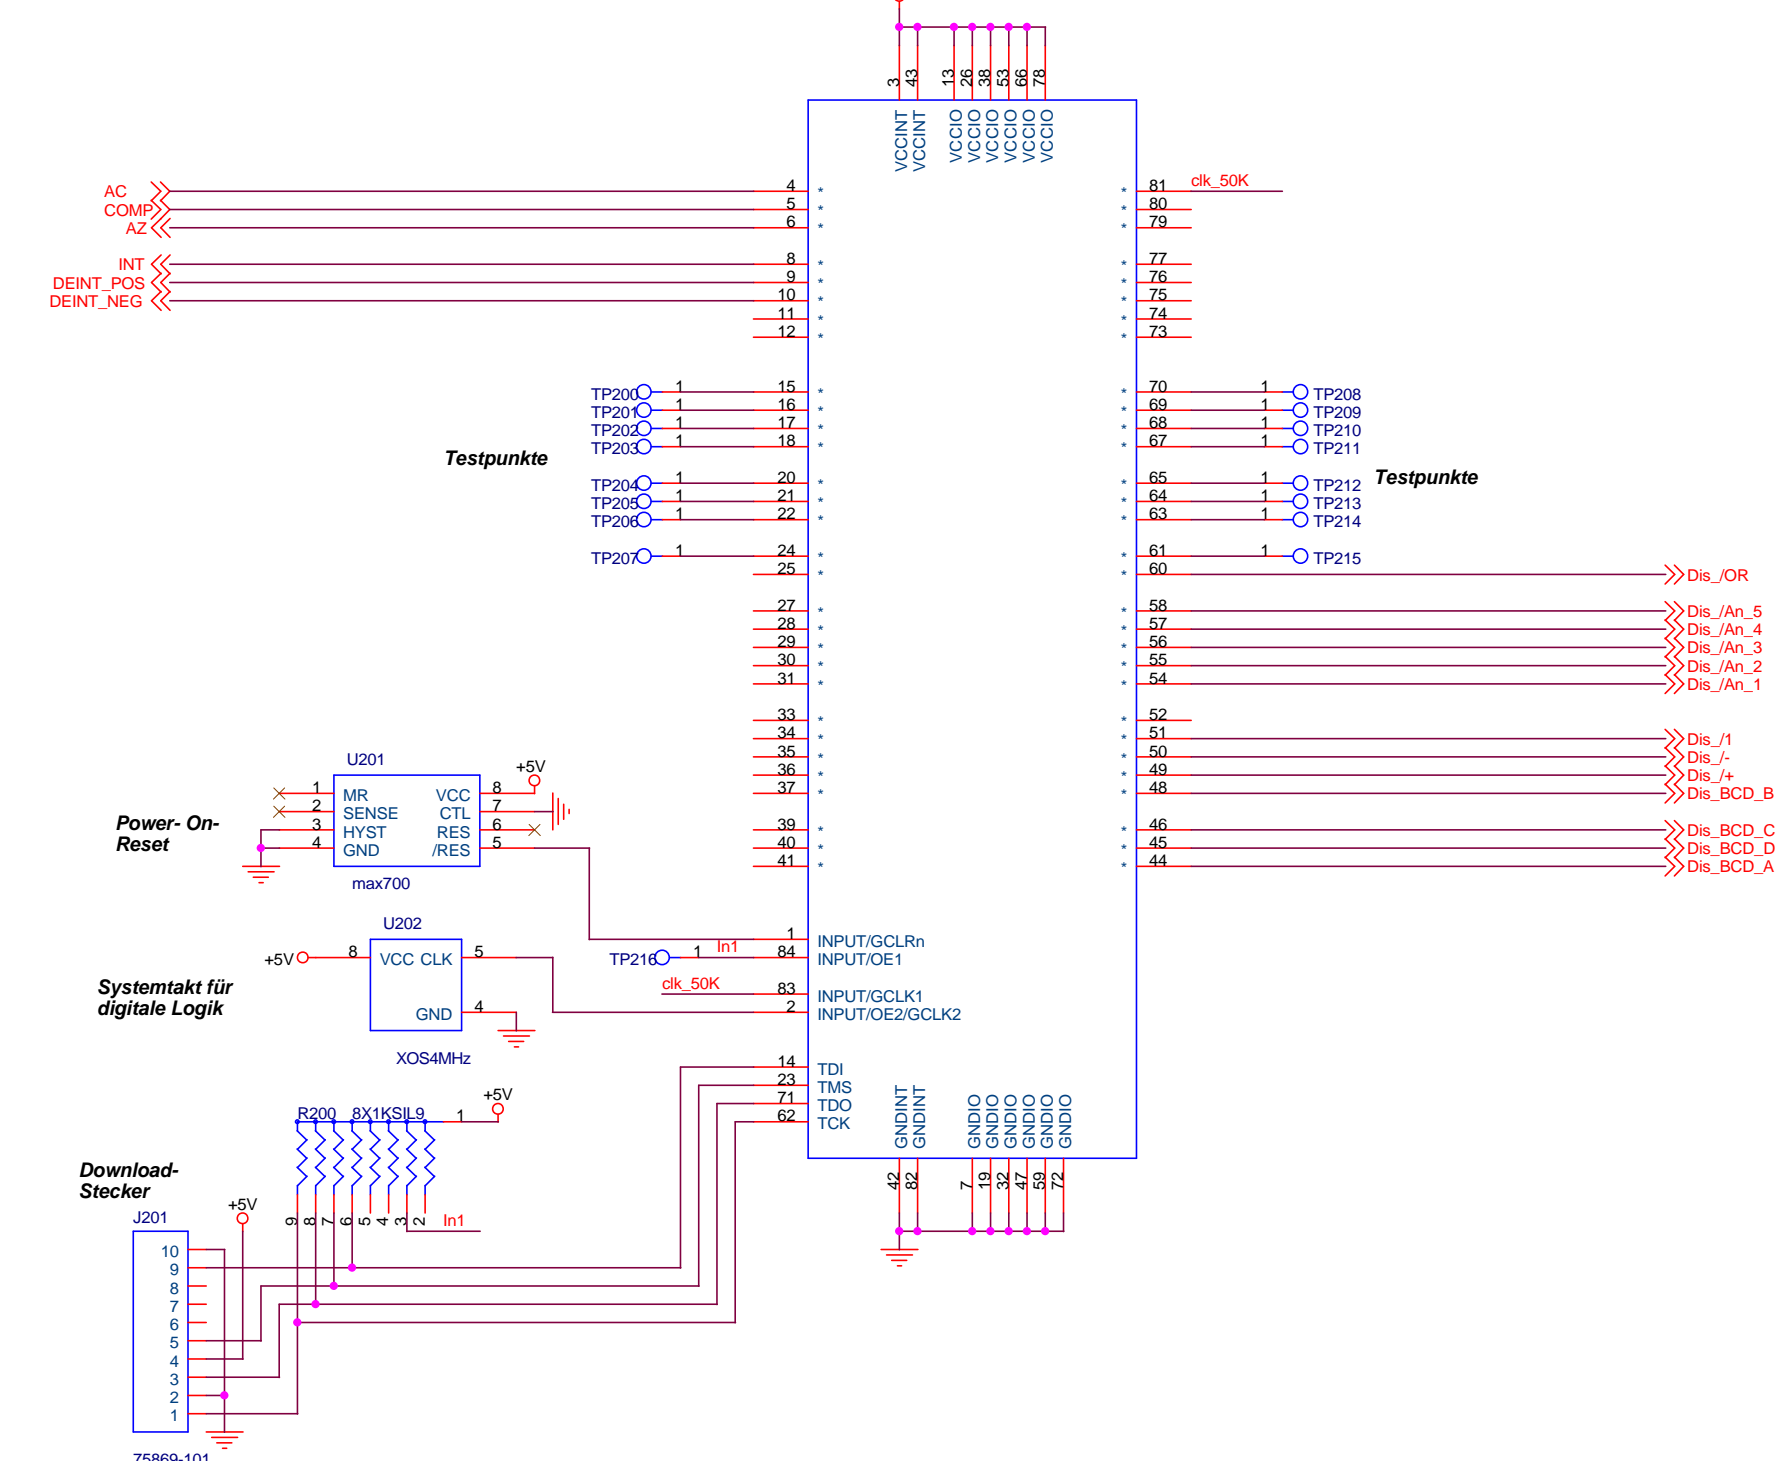 3 43 13 26 38 53 66 78
VCCINT VCCINT VCCIO VCCIO VCCIO VCCIO VCCIO VCCIO
AC 4 * * 81 clk_50K
COMP 5 * * 80
AZ 6 * * 79
INT 8 * * 77
DEINT_POS 9 * * 76
DEINT_NEG 10 * * 75
11 * * 74
12 * * 73
TP200 1 15 * * 70 1 TP208
TP201 1 16 * * 69 1 TP209
TP202 1 17 * * 68 1 TP210
TP203 1 18 * * 67 1 TP211
Testpunkte
TP204 1 20 * * 65 1 TP212
Testpunkte
TP205 1 21 * * 64 1 TP213
TP206 1 22 * * 63 1 TP214
TP207 1 24 * * 61 1 TP215
25 * * 60 Dis_/OR
27 * * 58 Dis_/An_5
28 * * 57 Dis_/An_4
29 * * 56 Dis_/An_3
30 * * 55 Dis_/An_2
31 * * 54 Dis_/An_1
33 * * 52
34 * * 51 Dis_/1
35 * * 50 Dis_/-
36 * * 49 Dis_/+
37 * * 48 Dis_BCD_B
39 * * 46 Dis_BCD_C
40 * * 45 Dis_BCD_D
41 * * 44 Dis_BCD_A
Power- On-
Reset
U201
+5V
1 MR VCC 8
2 SENSE CTL 7
3 HYST RES 6
4 GND /RES 5
max700
U202
+5V 8 VCC CLK 5
GND 4
XOS4MHz
Systemtakt für
digitale Logik
1 INPUT/GCLRn
TP216 1 In1 84 INPUT/OE1
clk_50K 83 INPUT/GCLK1
2 INPUT/OE2/GCLK2
14 TDI
23 TMS
71 TDO
62 TCK
GNDINT GNDINT GNDIO GNDIO GNDIO GNDIO GNDIO GNDIO
42 82 7 19 32 47 59 72
+5V
R200 8X1KSIL9 1
9 8 7 6 5 4 3 2
In1
Download-
Stecker
J201
+5V
10
9
8
7
6
5
4
3
2
1
75869-101